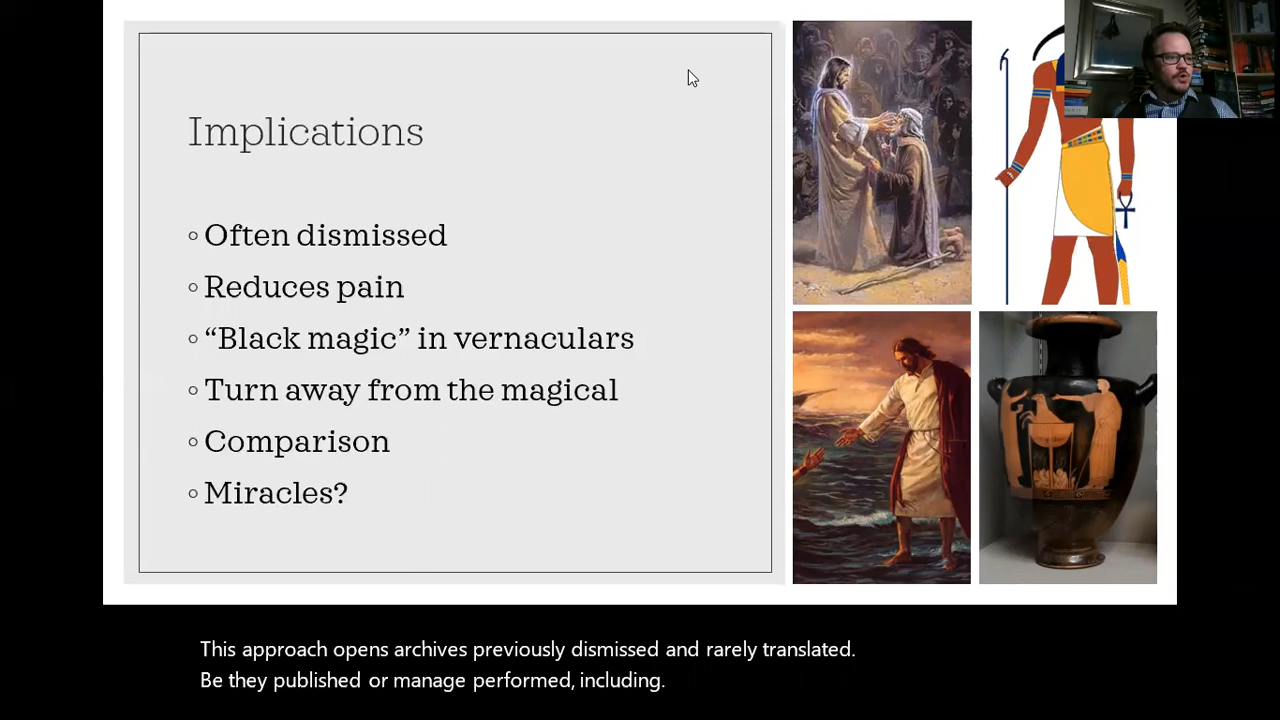 Implications
◦ Often dismissed
◦ Reduces pain
◦ “Black magic” in vernaculars
◦ Turn away from the magical
◦ Comparison
◦ Miracles?
This approach opens archives previously dismissed and rarely translated.
Be they published or manage performed, including.